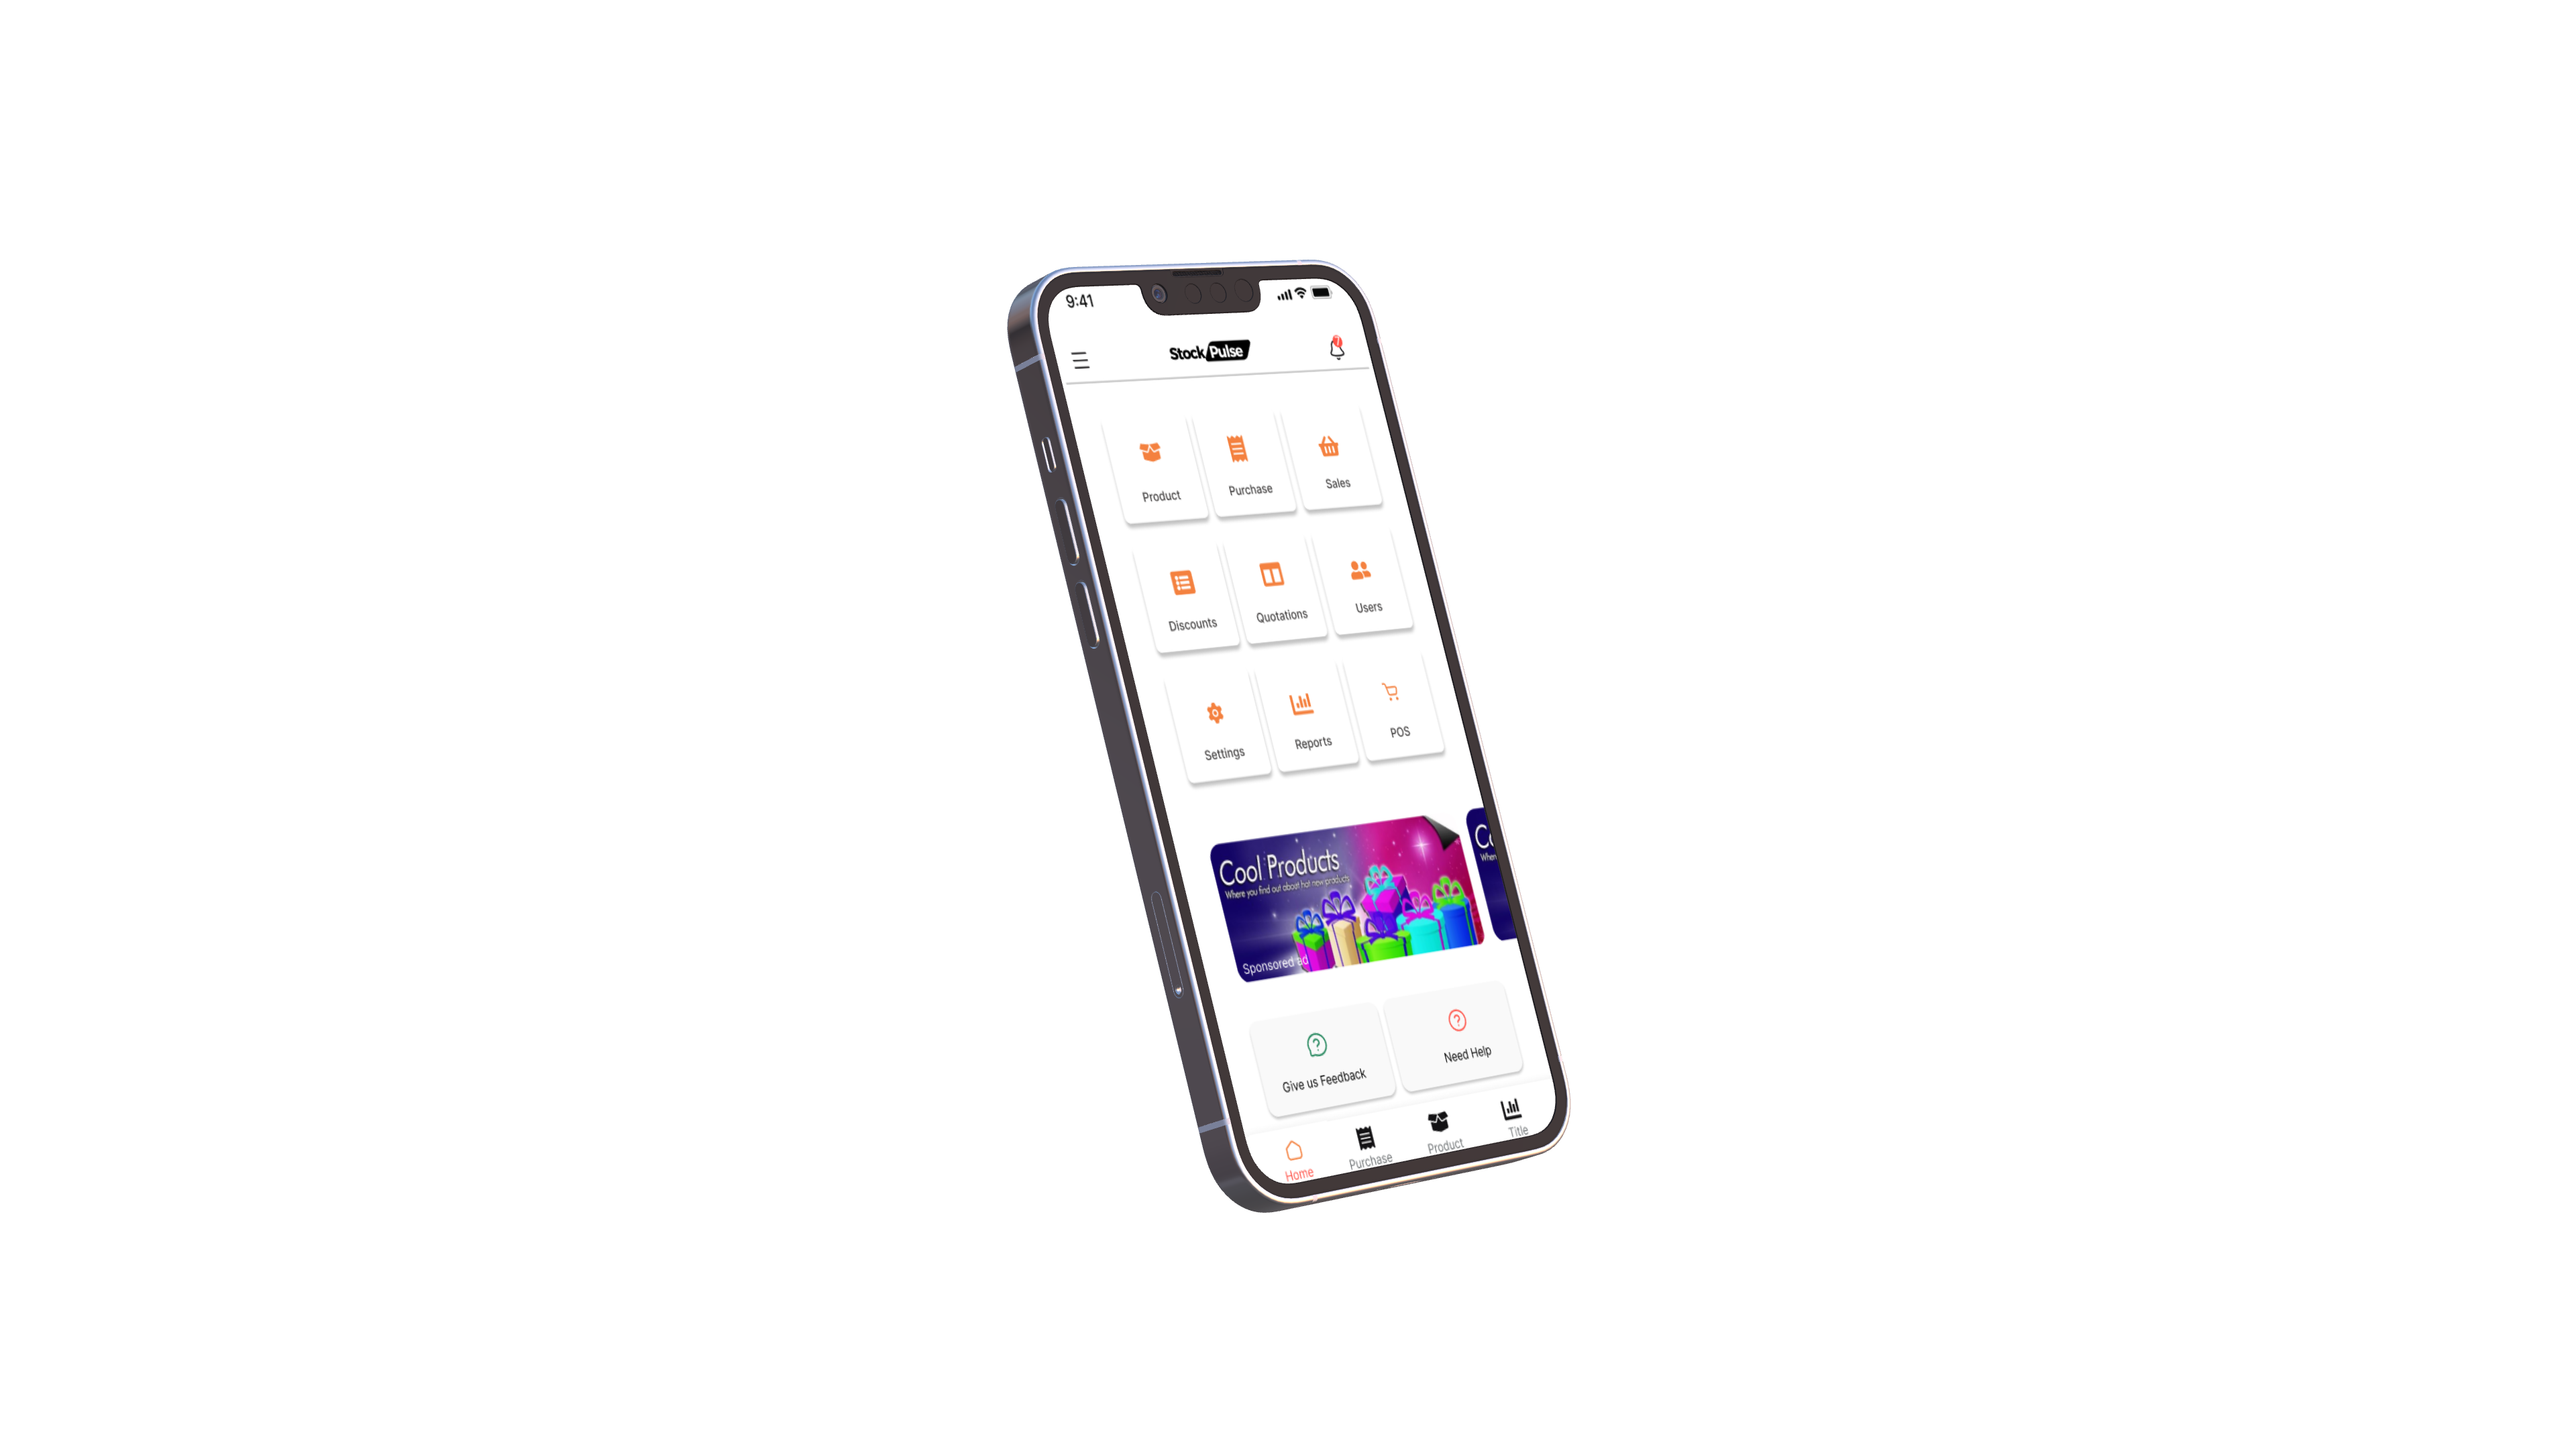 9:41
Stock Pulse
7
Product Purchase Sales
Discounts Quotations Users
Settings Reports POS
Cool Products
Where you find out about hot new products
Sponsored ad
When
Give us Feedback Need Help
Home Purchase Product Title